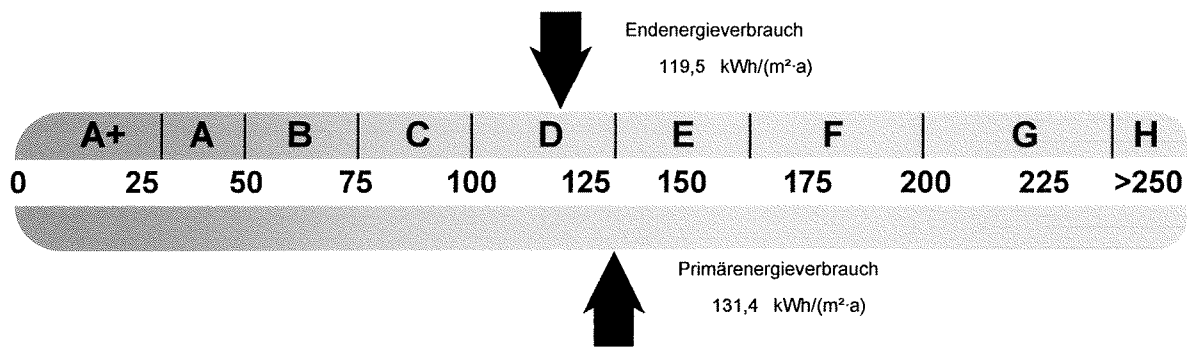 Endenergieverbrauch
119,5 kWh/(m²·a)
A+ A B C D E F G H
0 25 50 75 100 125 150 175 200 225 >250
Primärenergieverbrauch
131,4 kWh/(m²·a)